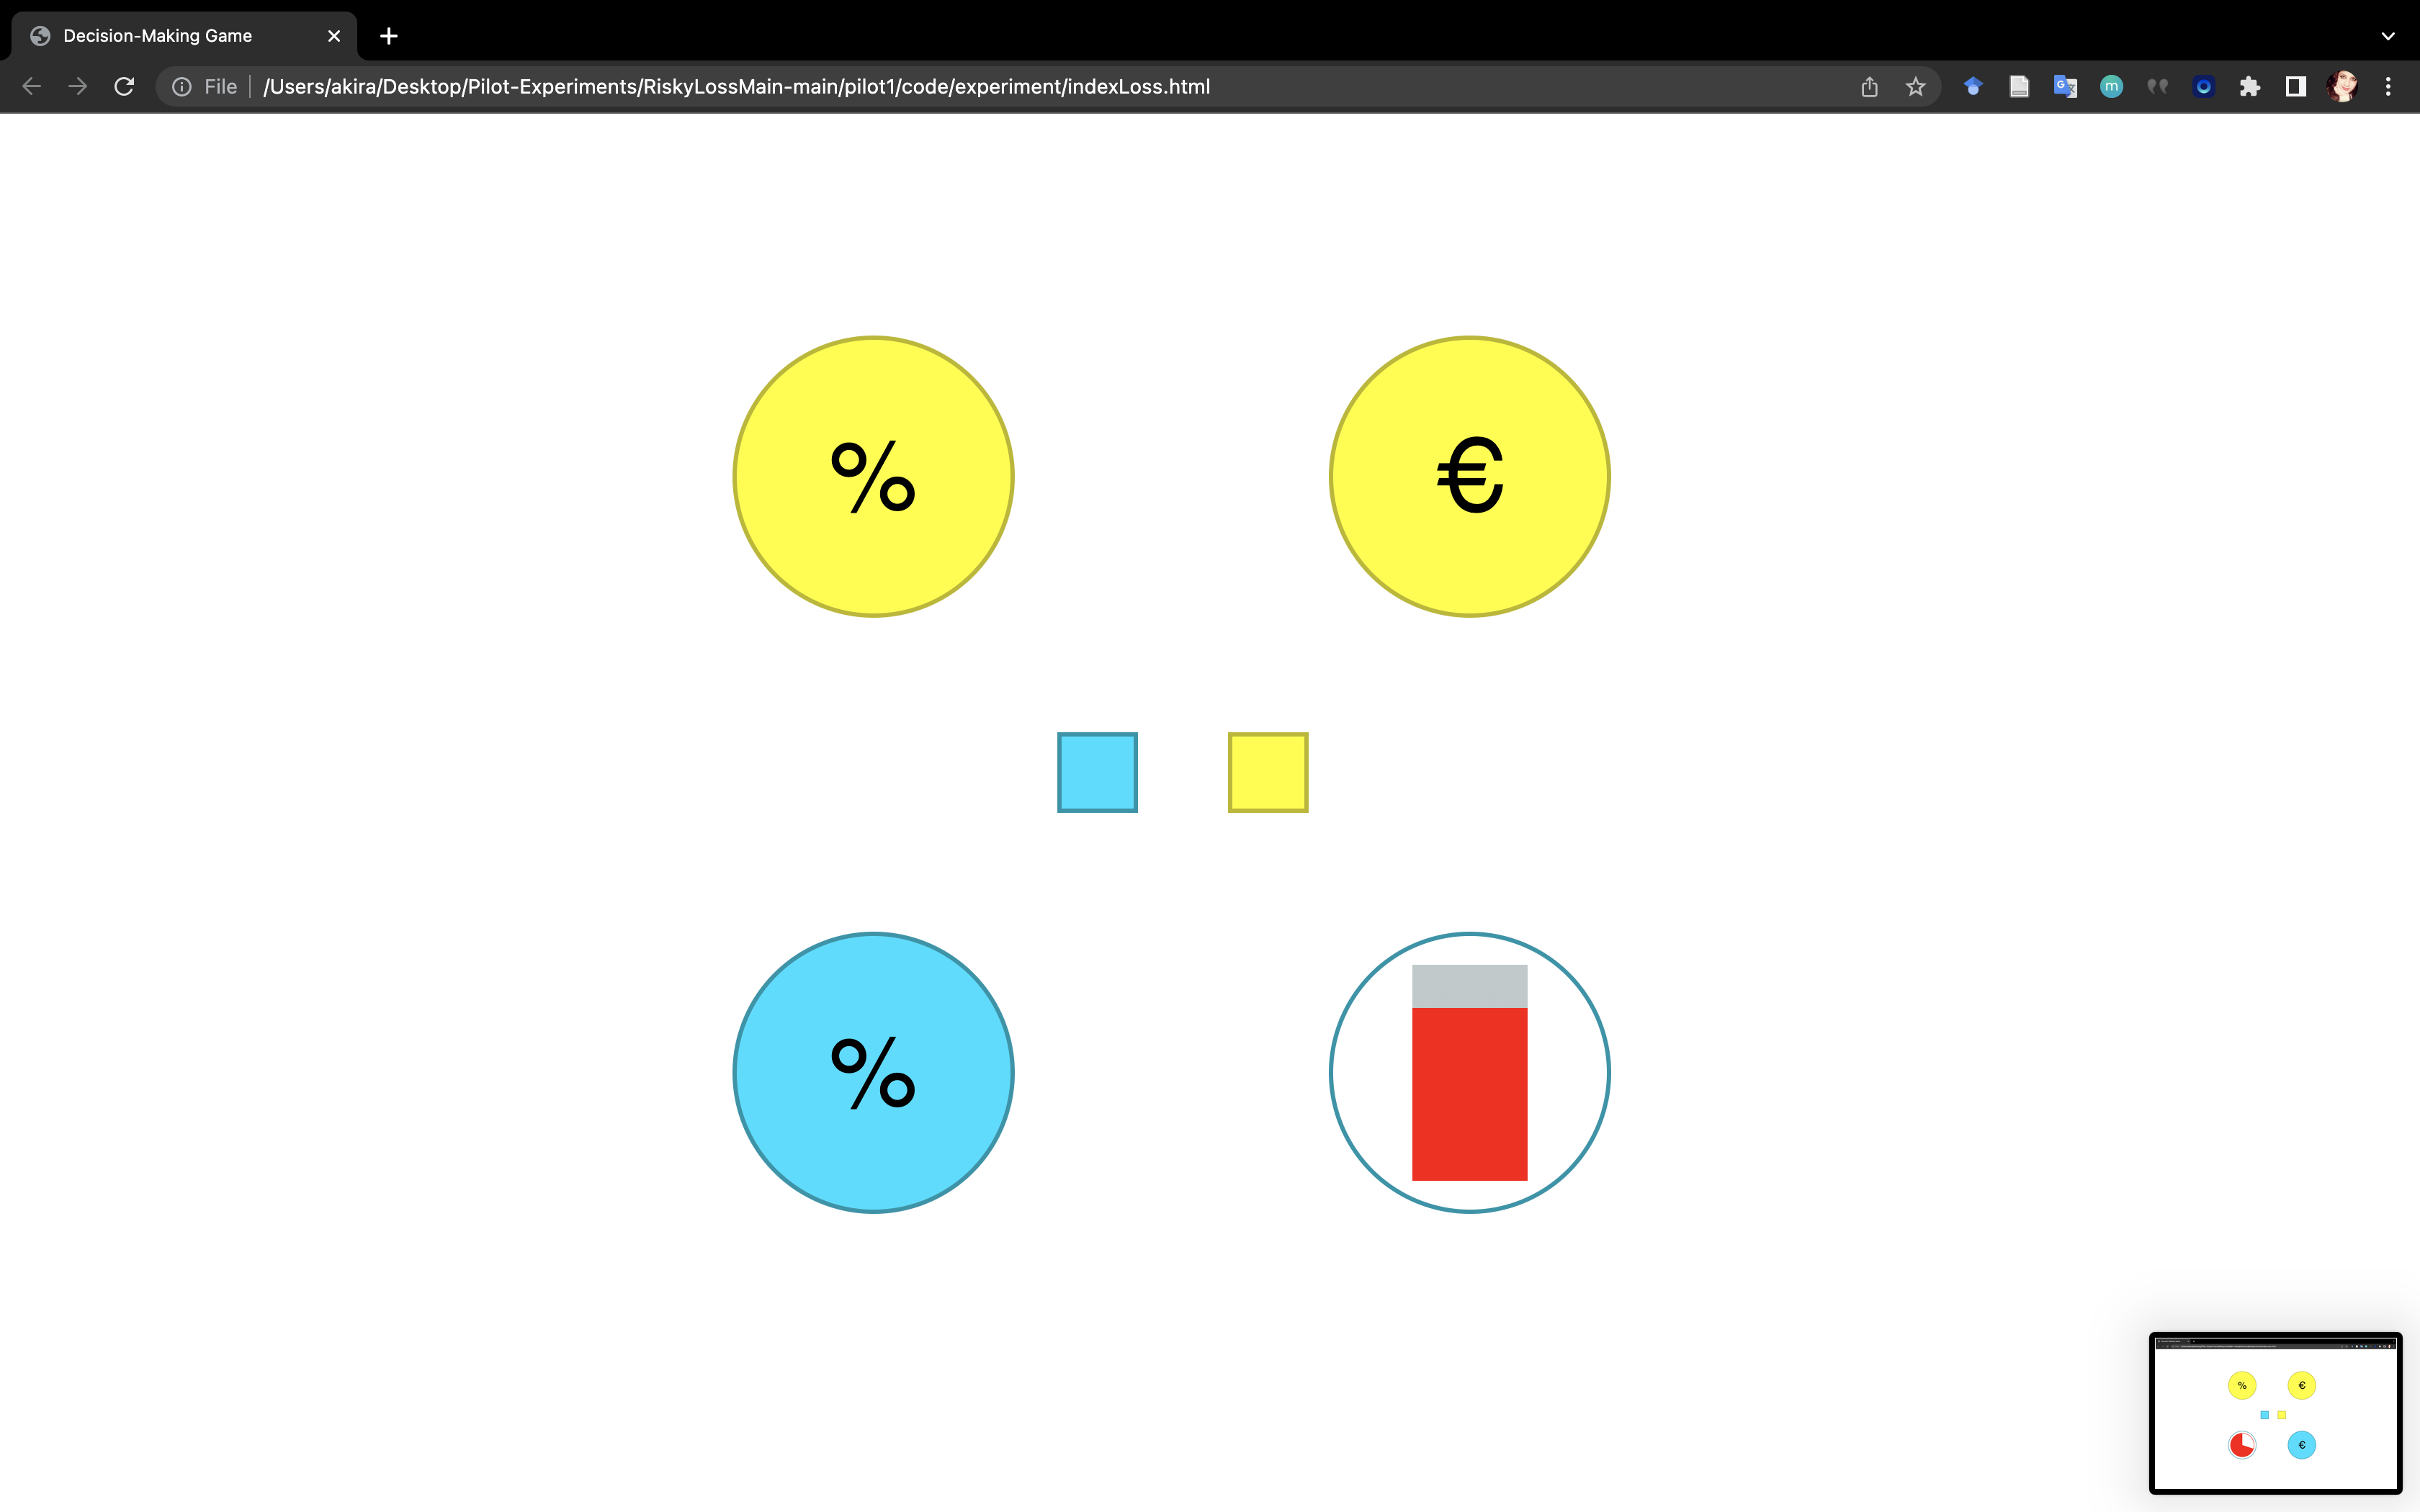 Decision-Making Game
File /Users/akira/Desktop/Pilot-Experiments/RiskyLossMain-main/pilot1/code/experiment/indexLoss.html
m
% €
%
% €
€